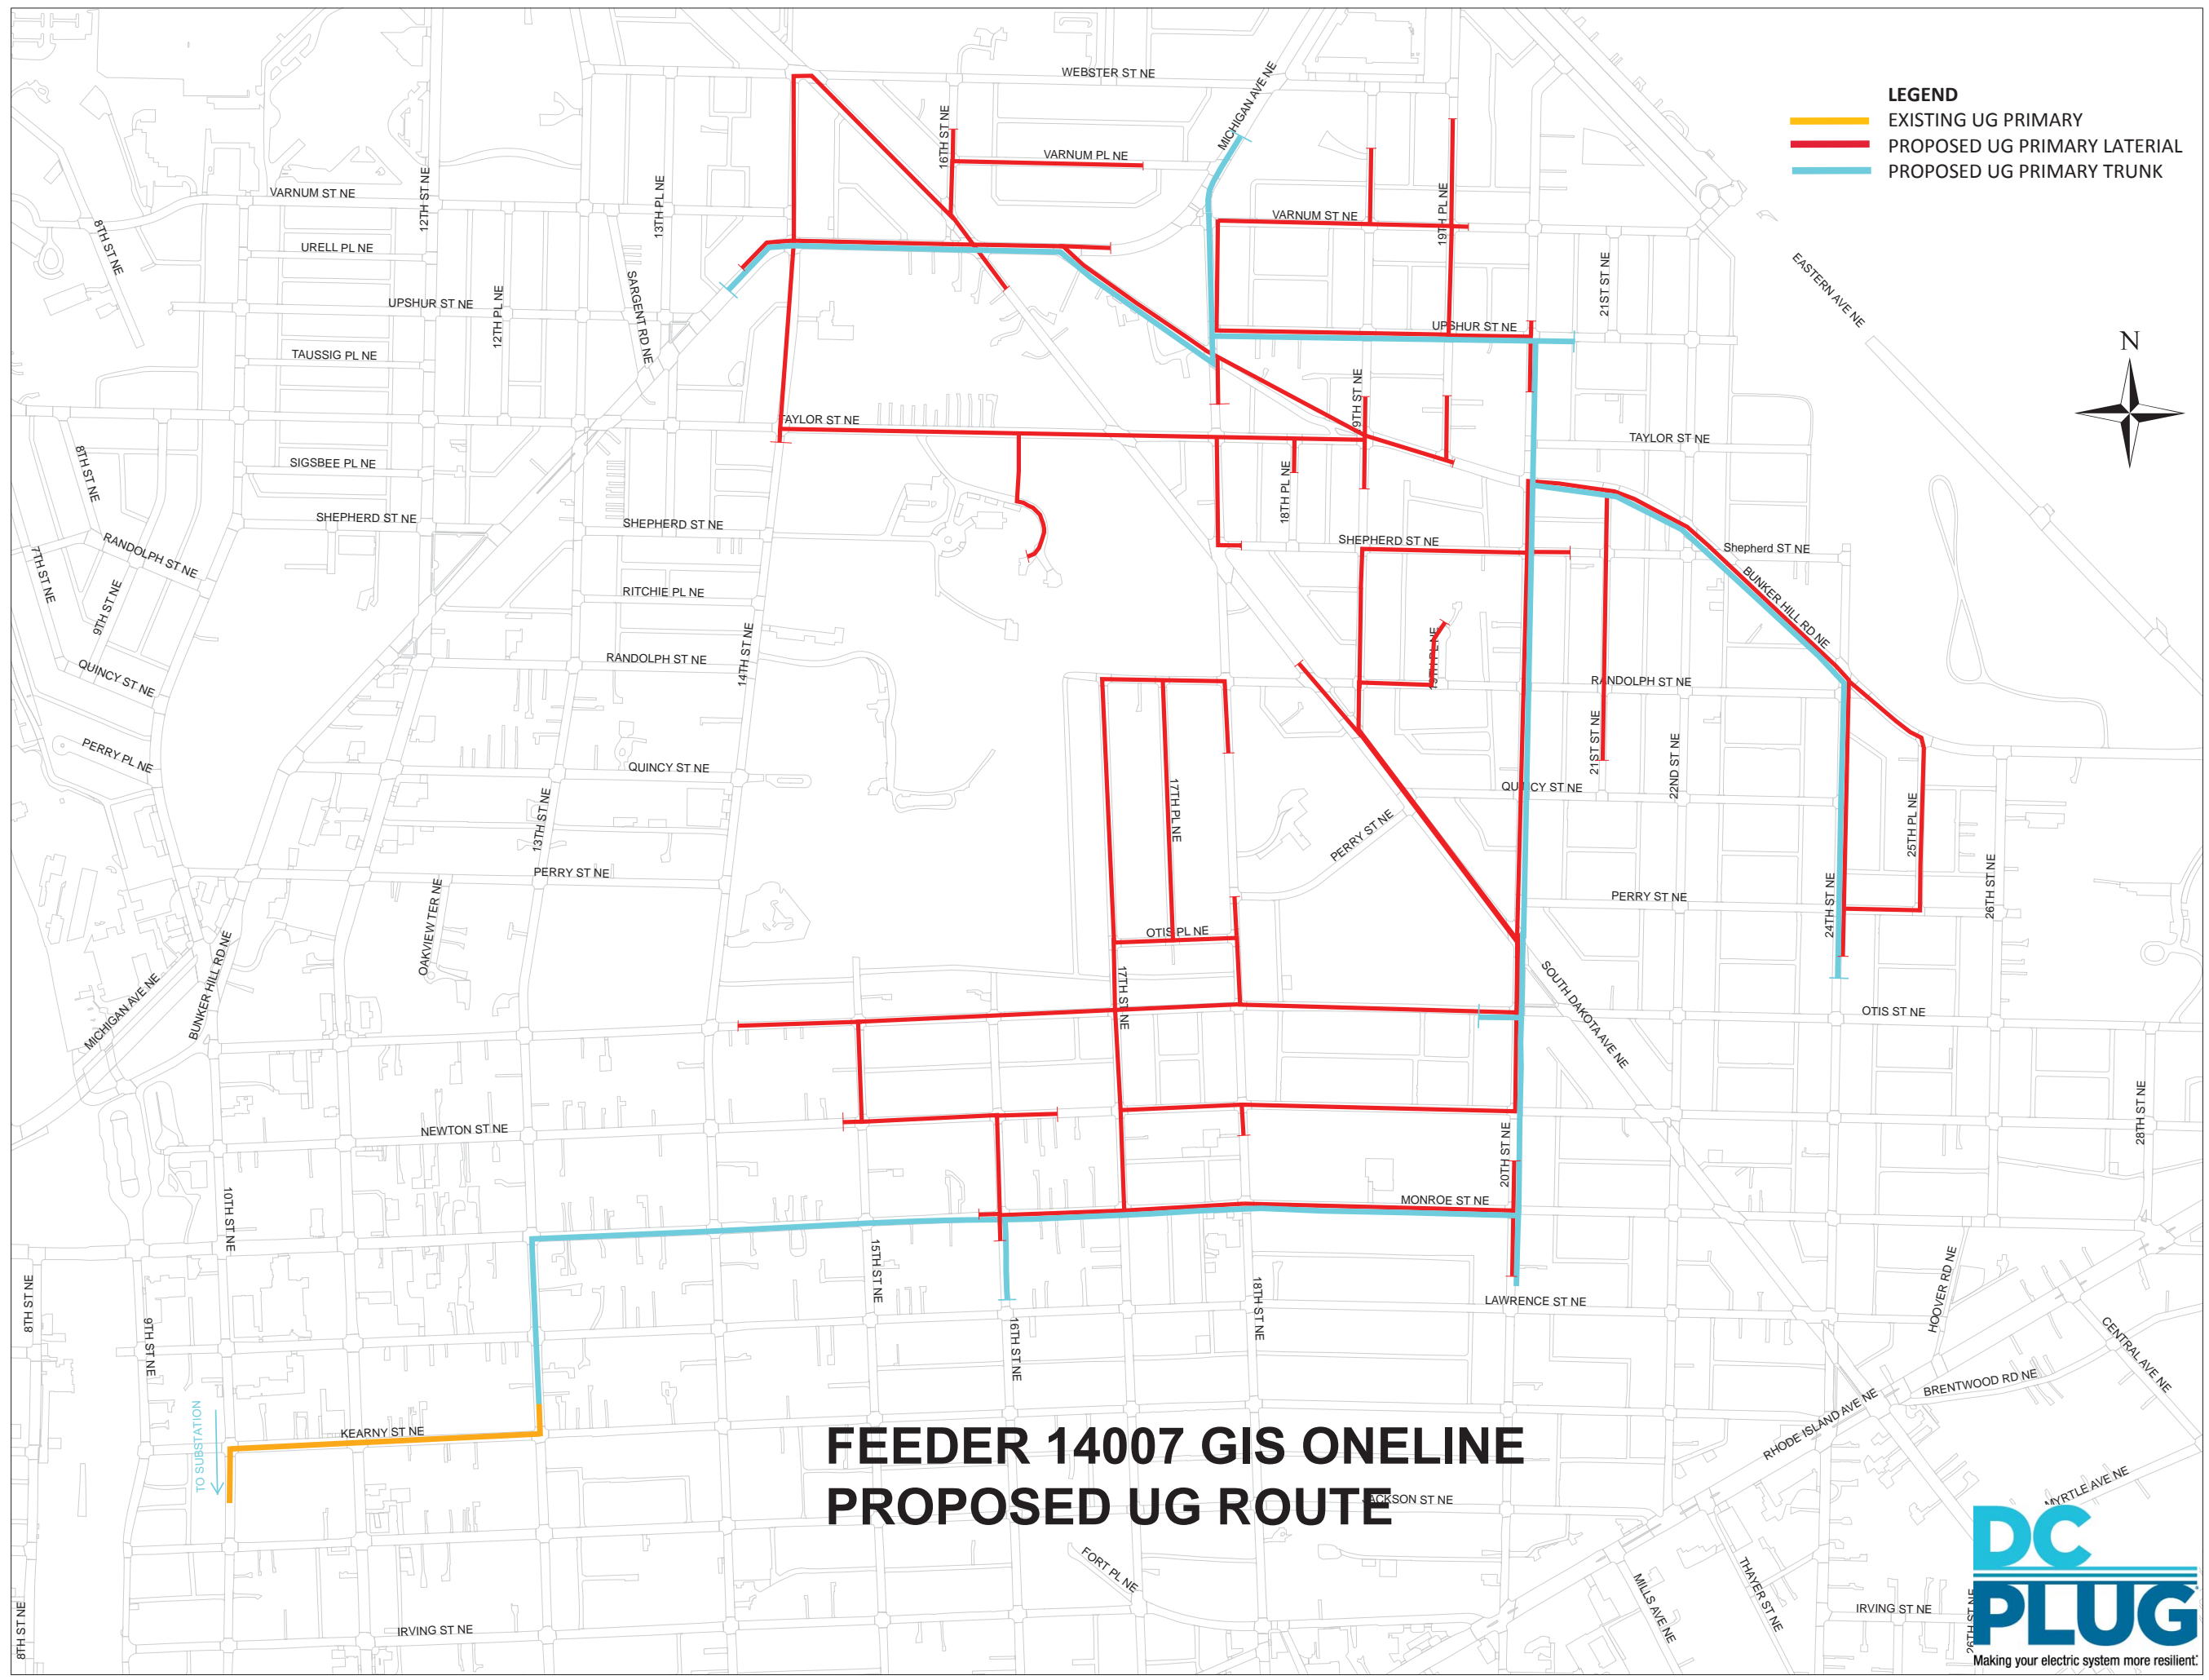 WEBSTER ST NE
MICHIGAN AVE NE
LEGEND
EXISTING UG PRIMARY
PROPOSED UG PRIMARY LATERIAL
PROPOSED UG PRIMARY TRUNK
16TH ST NE
VARNUM PL NE
VARNUM ST NE
12TH ST NE
13TH PL NE
VARNUM ST NE
19TH PL NE
8TH ST NE
URELL PL NE
SARGENT RD NE
21ST ST NE
EASTERN AVE NE
UPSHUR ST NE
12TH PL NE
UPSHUR ST NE
N
TAUSSIG PL NE
9TH ST NE
TAYLOR ST NE
TAYLOR ST NE
8TH ST NE
SIGSBEE PL NE
18TH PL NE
SHEPHERD ST NE
SHEPHERD ST NE
SHEPHERD ST NE
Shepherd ST NE
7TH ST NE
RANDOLPH ST NE
9TH ST NE
RITCHIE PL NE
BUNKER HILL RD NE
14TH ST NE
RANDOLPH ST NE
19TH PL NE
RANDOLPH ST NE
QUINCY ST NE
PERRY PL NE
QUINCY ST NE
21ST ST NE
22ND ST NE
QUINCY ST NE
13TH ST NE
17TH PL NE
PERRY ST NE
25TH PL NE
PERRY ST NE
PERRY ST NE
24TH ST NE
26TH ST NE
OAKVIEW TER NE
OTIS PL NE
BUNKER HILL RD NE
MICHIGAN AVE NE
17TH ST NE
SOUTH DAKOTA AVE NE
OTIS ST NE
NEWTON ST NE
20TH ST NE
28TH ST NE
10TH ST NE
MONROE ST NE
15TH ST NE
8TH ST NE
9TH ST NE
16TH ST NE
18TH ST NE
LAWRENCE ST NE
HOOVER RD NE
CENTRAL AVE NE
BRENTWOOD RD NE
TO SUBSTATION
KEARNY ST NE
RHODE ISLAND AVE NE
FEEDER 14007 GIS ONELINE
PROPOSED UG ROUTE
JACKSON ST NE
MYRTLE AVE NE
FORT PL NE
MILLS AVE NE
THAYER ST NE
8TH ST NE
IRVING ST NE
IRVING ST NE
26TH ST NE
DC
PLUG
Making your electric system more resilient.